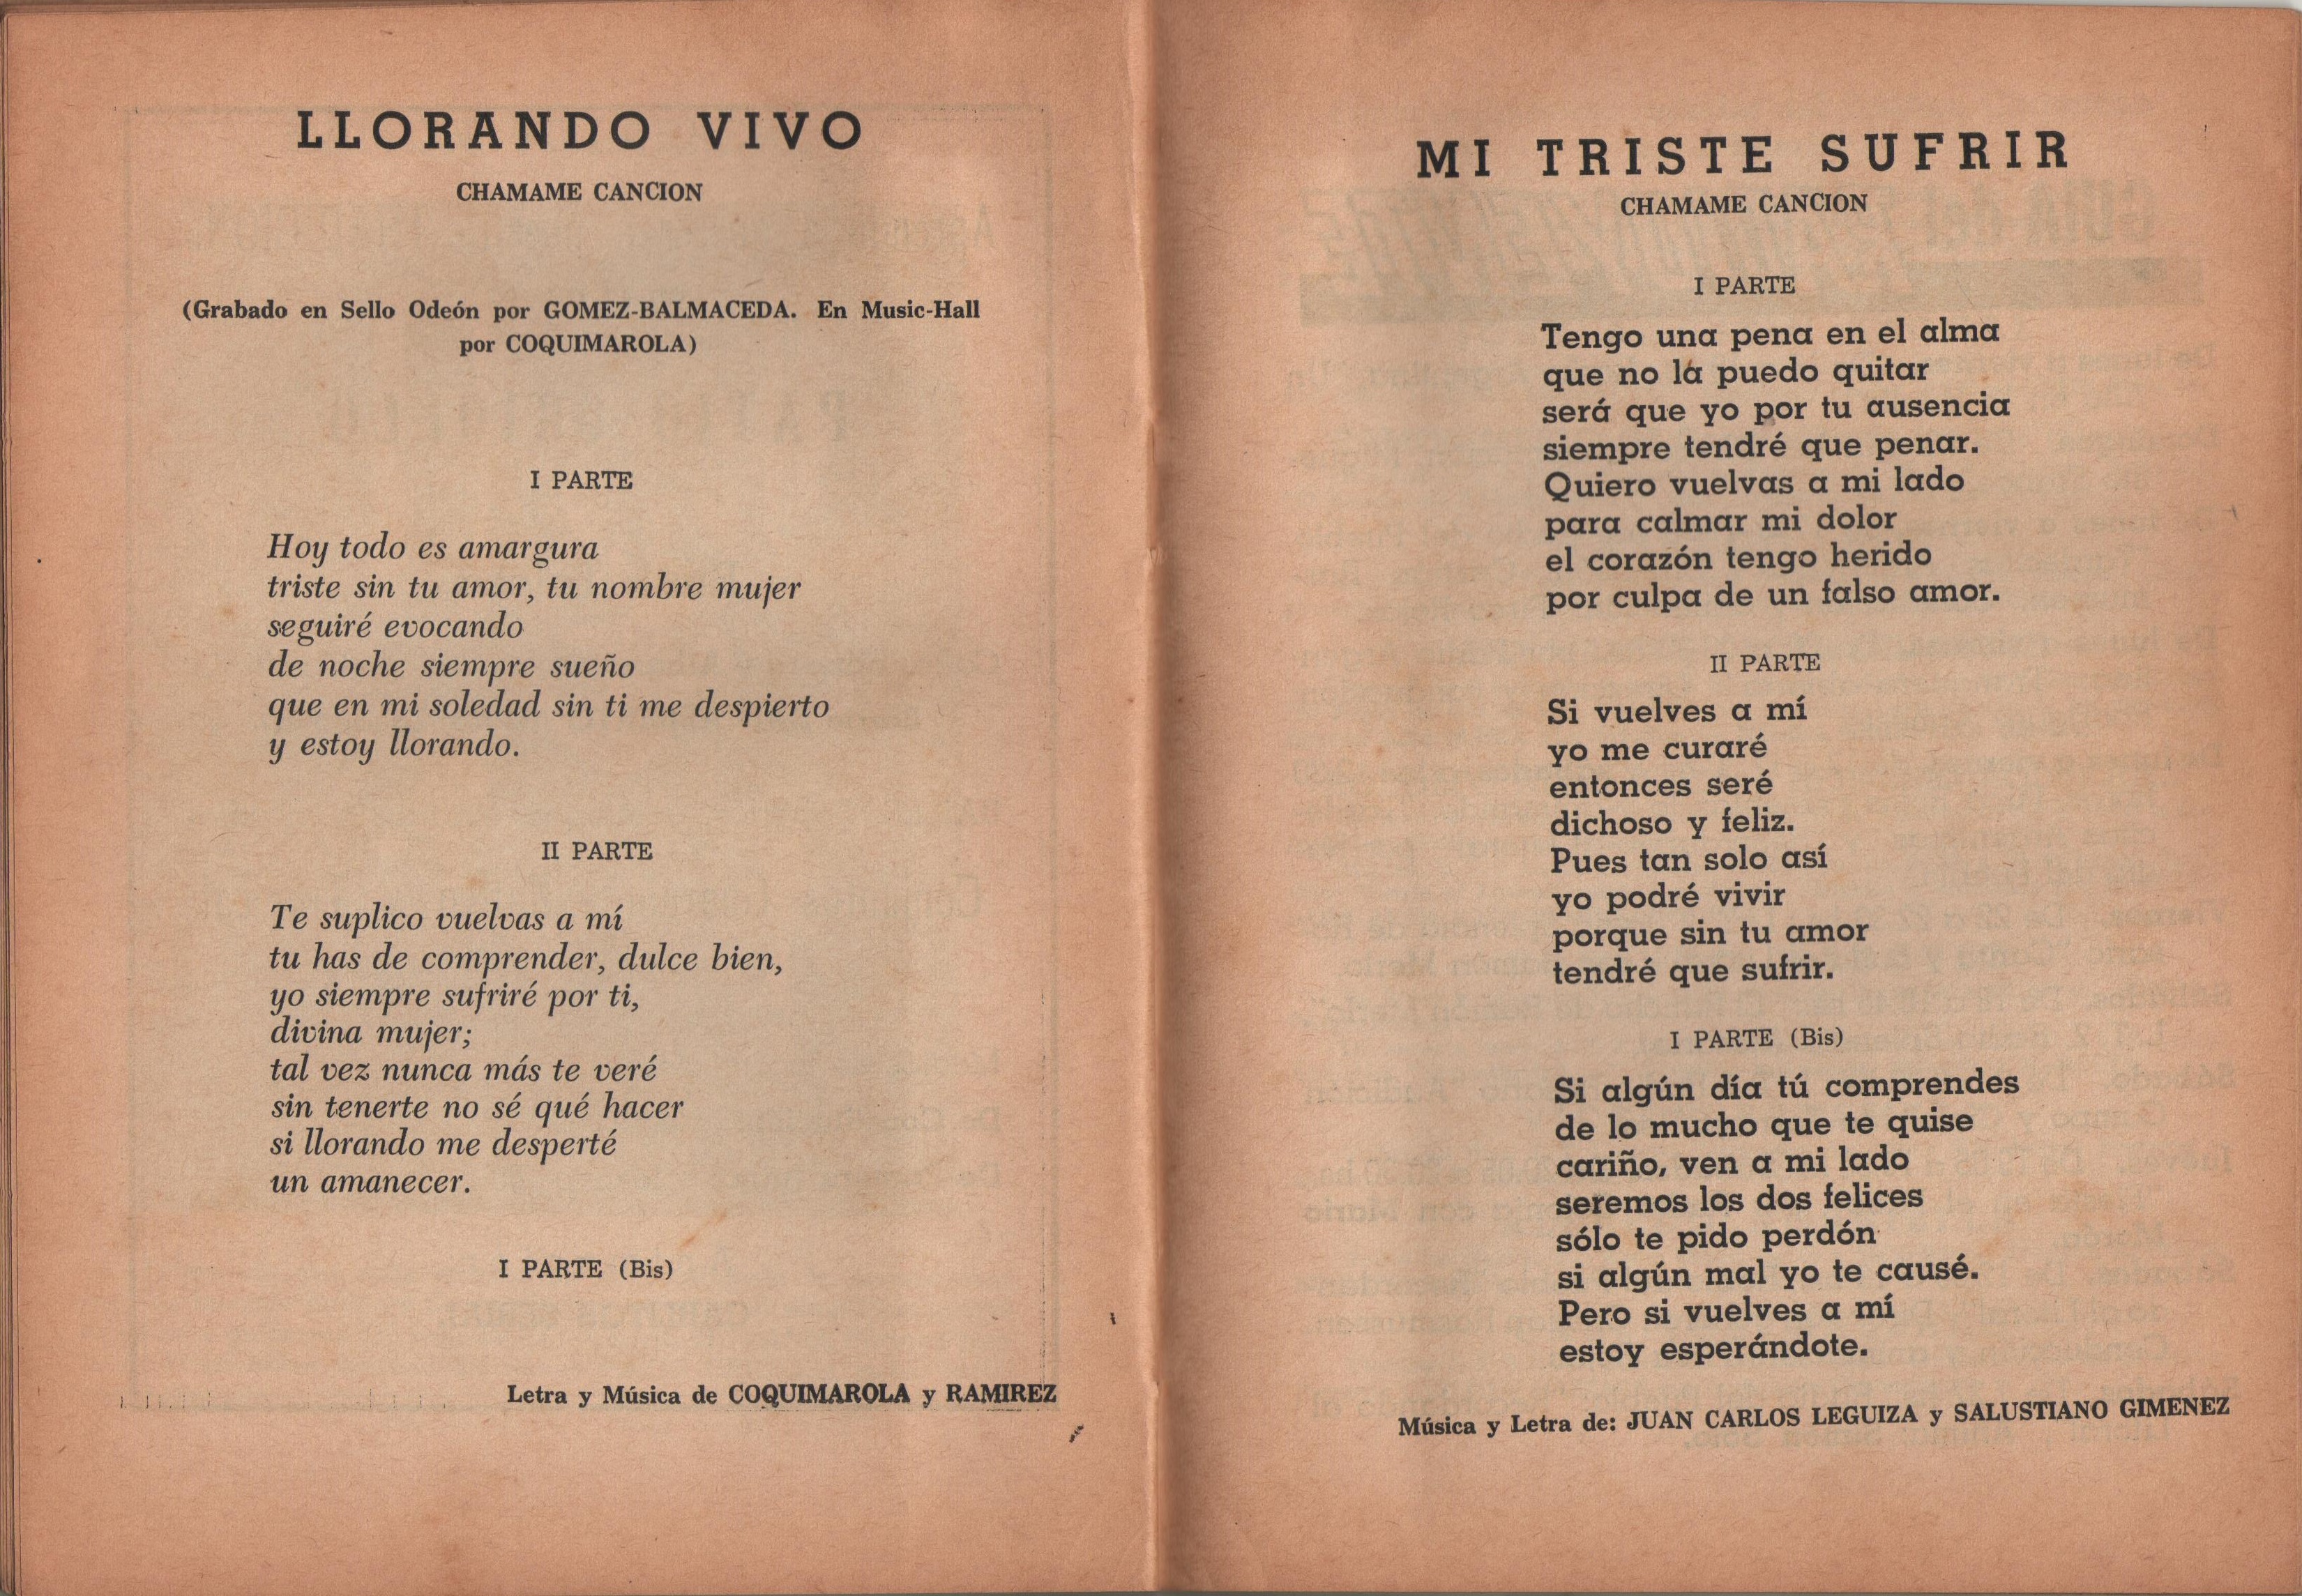 LLORANDO VIVO
CHAMAME CANCION
(Grabado en Sello Odeón por GOMEZ-BALMACEDA. En Music-Hall
por COQUIMAROLA)
I PARTE
Hoy todo es amargura
triste sin tu amor, tu nombre mujer
seguiré evocando
de noche siempre sueño
que en mi soledad sin ti me despierto
y estoy llorando.
II PARTE
Te suplico vuelvas a mí
tu has de comprender, dulce bien,
yo siempre sufriré por ti,
divina mujer;
tal vez nunca más te veré
sin tenerte no sé qué hacer
si llorando me desperté
un amanecer.
I PARTE (Bis)
Letra y Música de COQUIMAROLA y RAMIREZ
MI TRISTE SUFRIR
CHAMAME CANCION
I PARTE
Tengo una pena en el alma
que no la puedo quitar
será que yo por tu ausencia
siempre tendré que penar.
Quiero vuelvas a mi lado
para calmar mi dolor
el corazón tengo herido
por culpa de un falso amor.
II PARTE
Si vuelves a mí
yo me curaré
entonces seré
dichoso y feliz.
Pues tan solo así
yo podré vivir
porque sin tu amor
tendré que sufrir.
I PARTE (Bis)
Si algún día tú comprendes
de lo mucho que te quise
cariño, ven a mi lado
seremos los dos felices
sólo te pido perdón
si algún mal yo te causé.
Pero si vuelves a mí
estoy esperándote.
Música y Letra de: JUAN CARLOS LEGUIZA y SALUSTIANO GIMENEZ